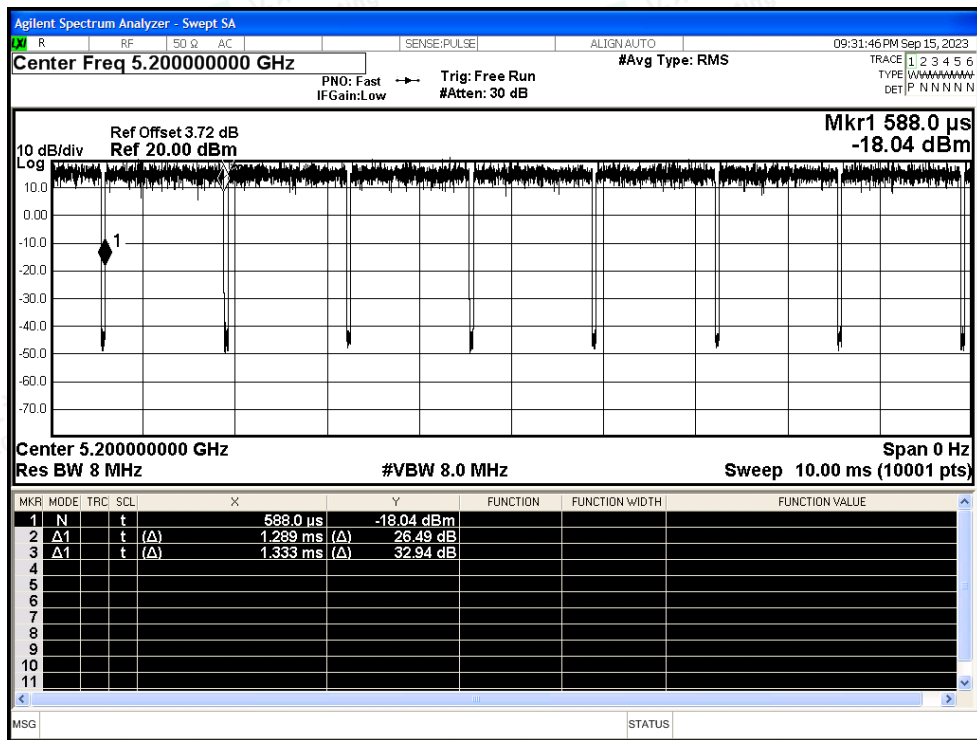 Agilent Spectrum Analyzer - Swept SA
LXI R RF 50 Ω AC SENSE:PULSE ALIGN AUTO 09:31:46 PM Sep 15, 2023
Center Freq 5.200000000 GHz
PNO: Fast
IFGain:Low
Trig: Free Run
#Atten: 30 dB
#Avg Type: RMS
TRACE 1 2 3 4 5 6
TYPE
DET P N N N N N
Mkr1 588.0 µs
-18.04 dBm
Ref Offset 3.72 dB
10 dB/div Ref 20.00 dBm
Log
10.0
0.00
-10.0
1
-20.0
-30.0
-40.0
-50.0
-60.0
-70.0
Center 5.200000000 GHz Span 0 Hz
Res BW 8 MHz #VBW 8.0 MHz Sweep 10.00 ms (10001 pts)
MKR MODE TRC SCL X Y FUNCTION FUNCTION WIDTH FUNCTION VALUE
1 N t 588.0 µs -18.04 dBm
2 Δ1 t (Δ) 1.289 ms (Δ) 26.49 dB
3 Δ1 t (Δ) 1.333 ms (Δ) 32.94 dB
4
5
6
7
8
9
10
11
MSG STATUS